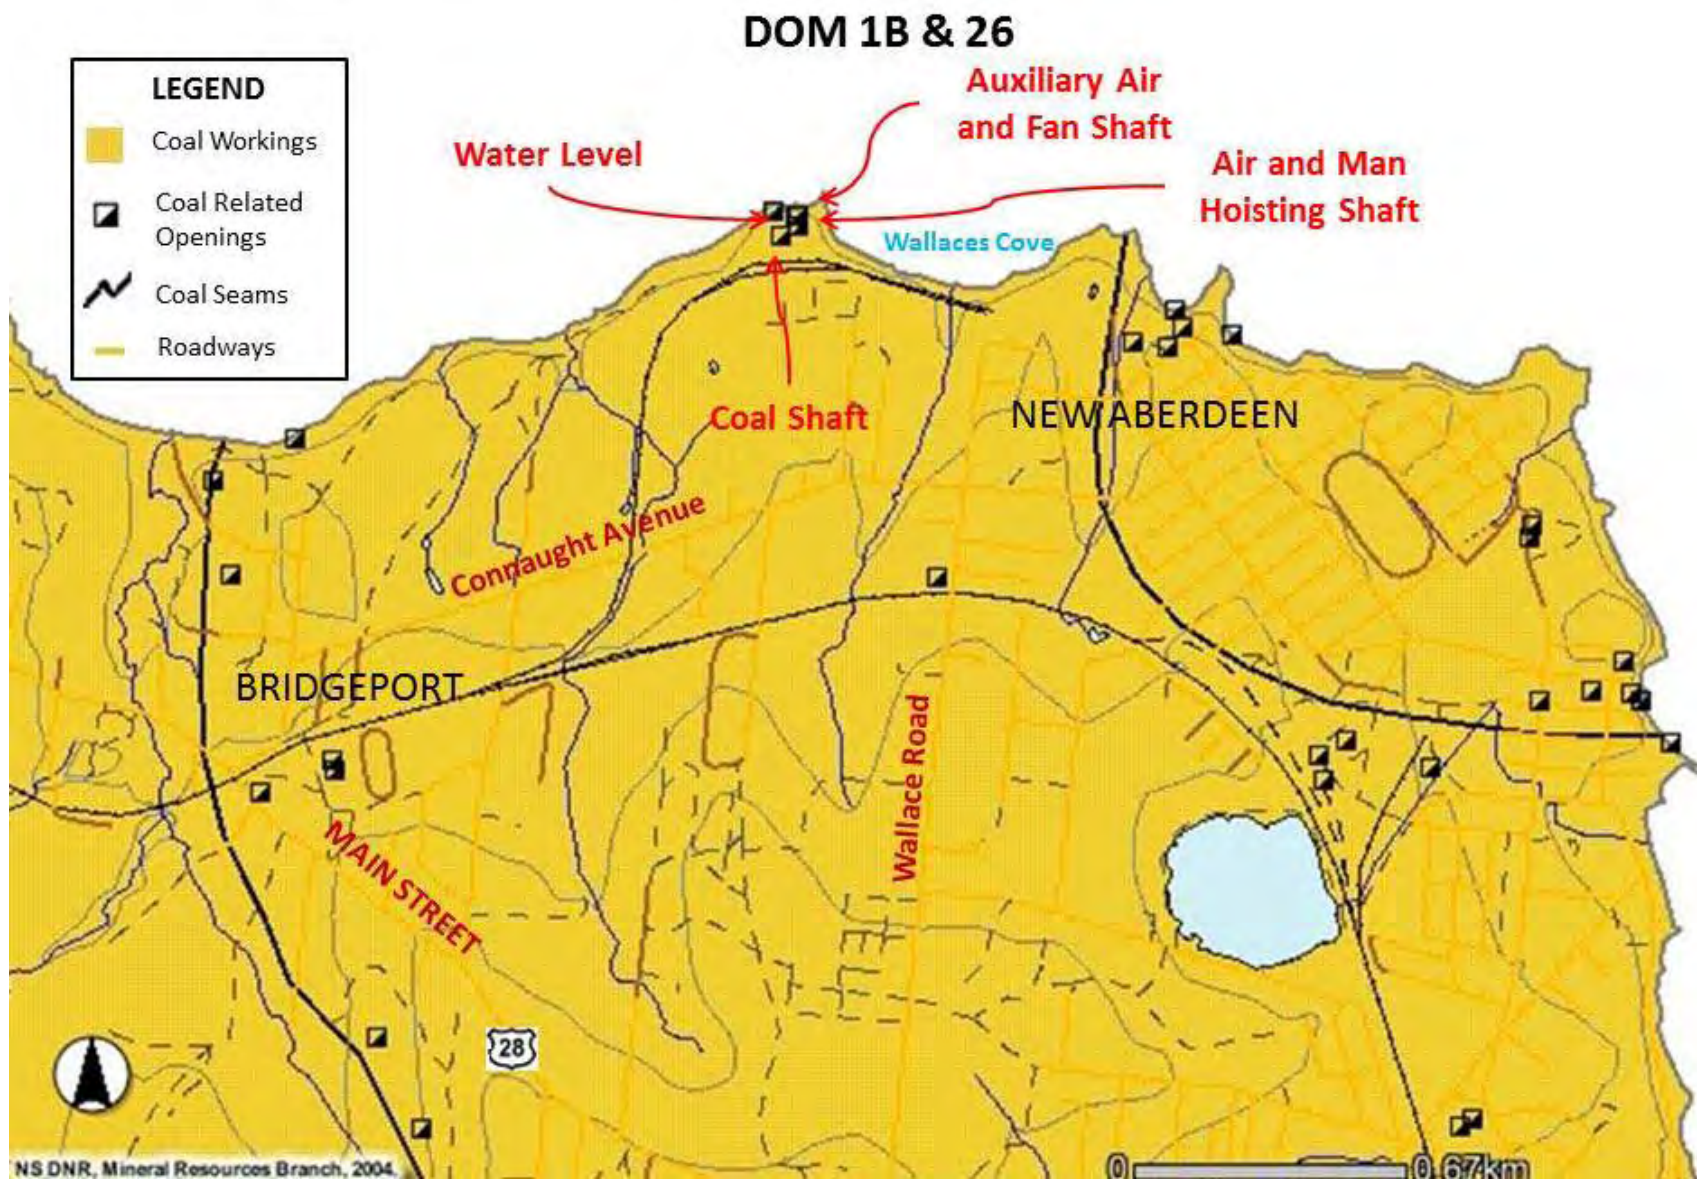 DOM 1B & 26
LEGEND
Coal Workings
Coal Related
Openings
Coal Seams
Roadways
Auxiliary Air
and Fan Shaft
Water Level
Air and Man
Hoisting Shaft
Wallaces Cove
Coal Shaft
NEW ABERDEEN
Connaught Avenue
BRIDGEPORT
Wallace Road
MAIN STREET
28
NS DNR, Mineral Resources Branch, 2004.
0 0.67km